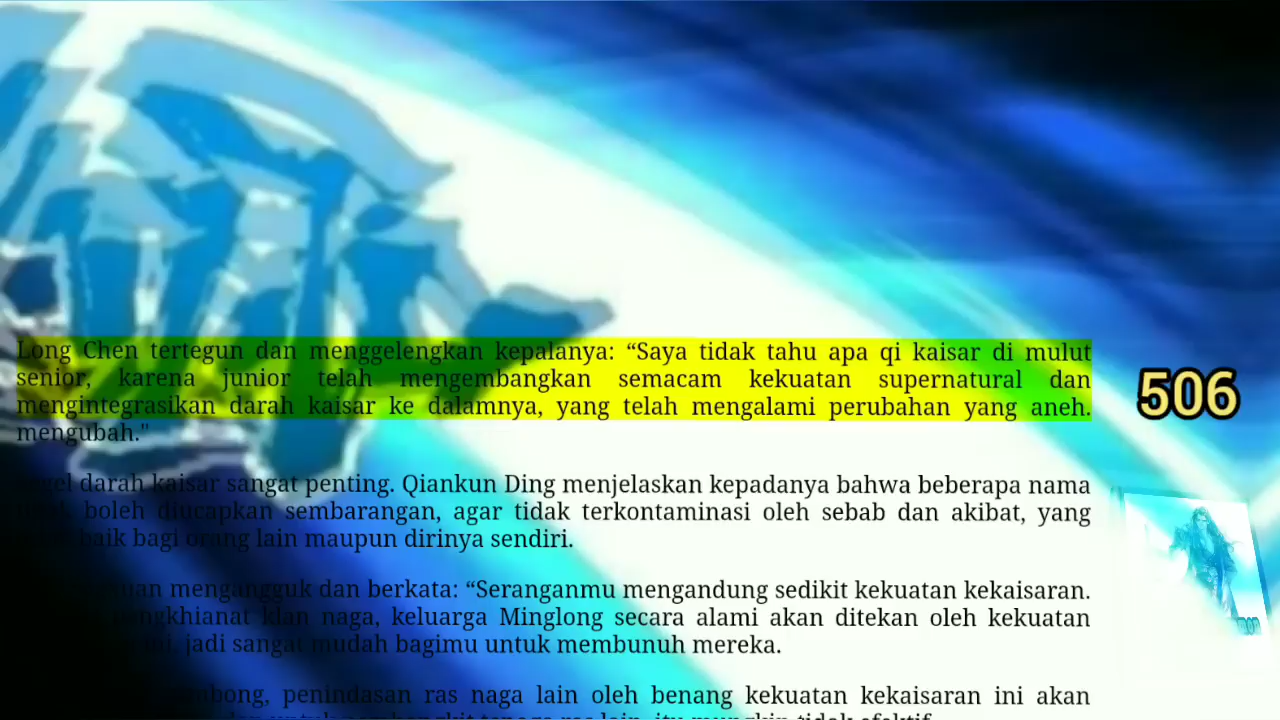 Long Chen tertegun dan menggelengkan kepalanya: “Saya tidak tahu apa qi kaisar di mulut
senior, karena junior telah mengembangkan semacam kekuatan supernatural dan
mengintegrasikan darah kaisar ke dalamnya, yang telah mengalami perubahan yang aneh.
mengubah."
506
darah kaisar sangat penting. Qiankun Ding menjelaskan kepadanya bahwa beberapa nama
boleh diucapkan sembarangan, agar tidak terkontaminasi oleh sebab dan akibat, yang
baik bagi orang lain maupun dirinya sendiri.
mengangguk dan berkata: “Seranganmu mengandung sedikit kekuatan kekaisaran.
pengkhianat klan naga, keluarga Minglong secara alami akan ditekan oleh kekuatan
jadi sangat mudah bagimu untuk membunuh mereka.
penindasan ras naga lain oleh benang kekuatan kekaisaran ini akan
tidak efektif